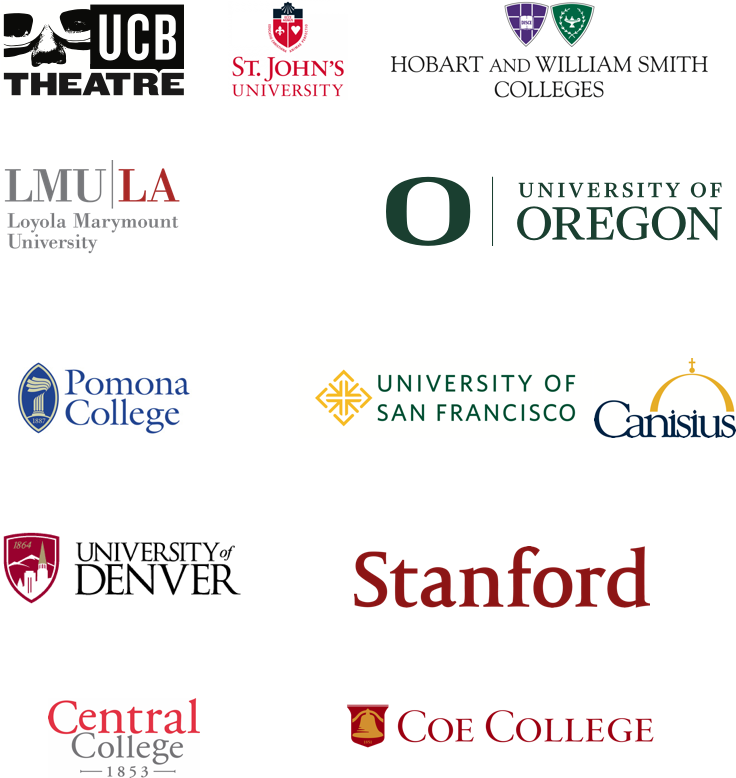 UCB
THEATRE
ST. JOHN'S
UNIVERSITY
HOBART AND WILLIAM SMITH
COLLEGES
LMU|LA
Loyola Marymount
University
O
UNIVERSITY OF
OREGON
1887
Pomona
College
UNIVERSITY OF
SAN FRANCISCO
Canisius
1864
UNIVERSITY of
DENVER
Stanford
Central
College
1853
COE COLLEGE